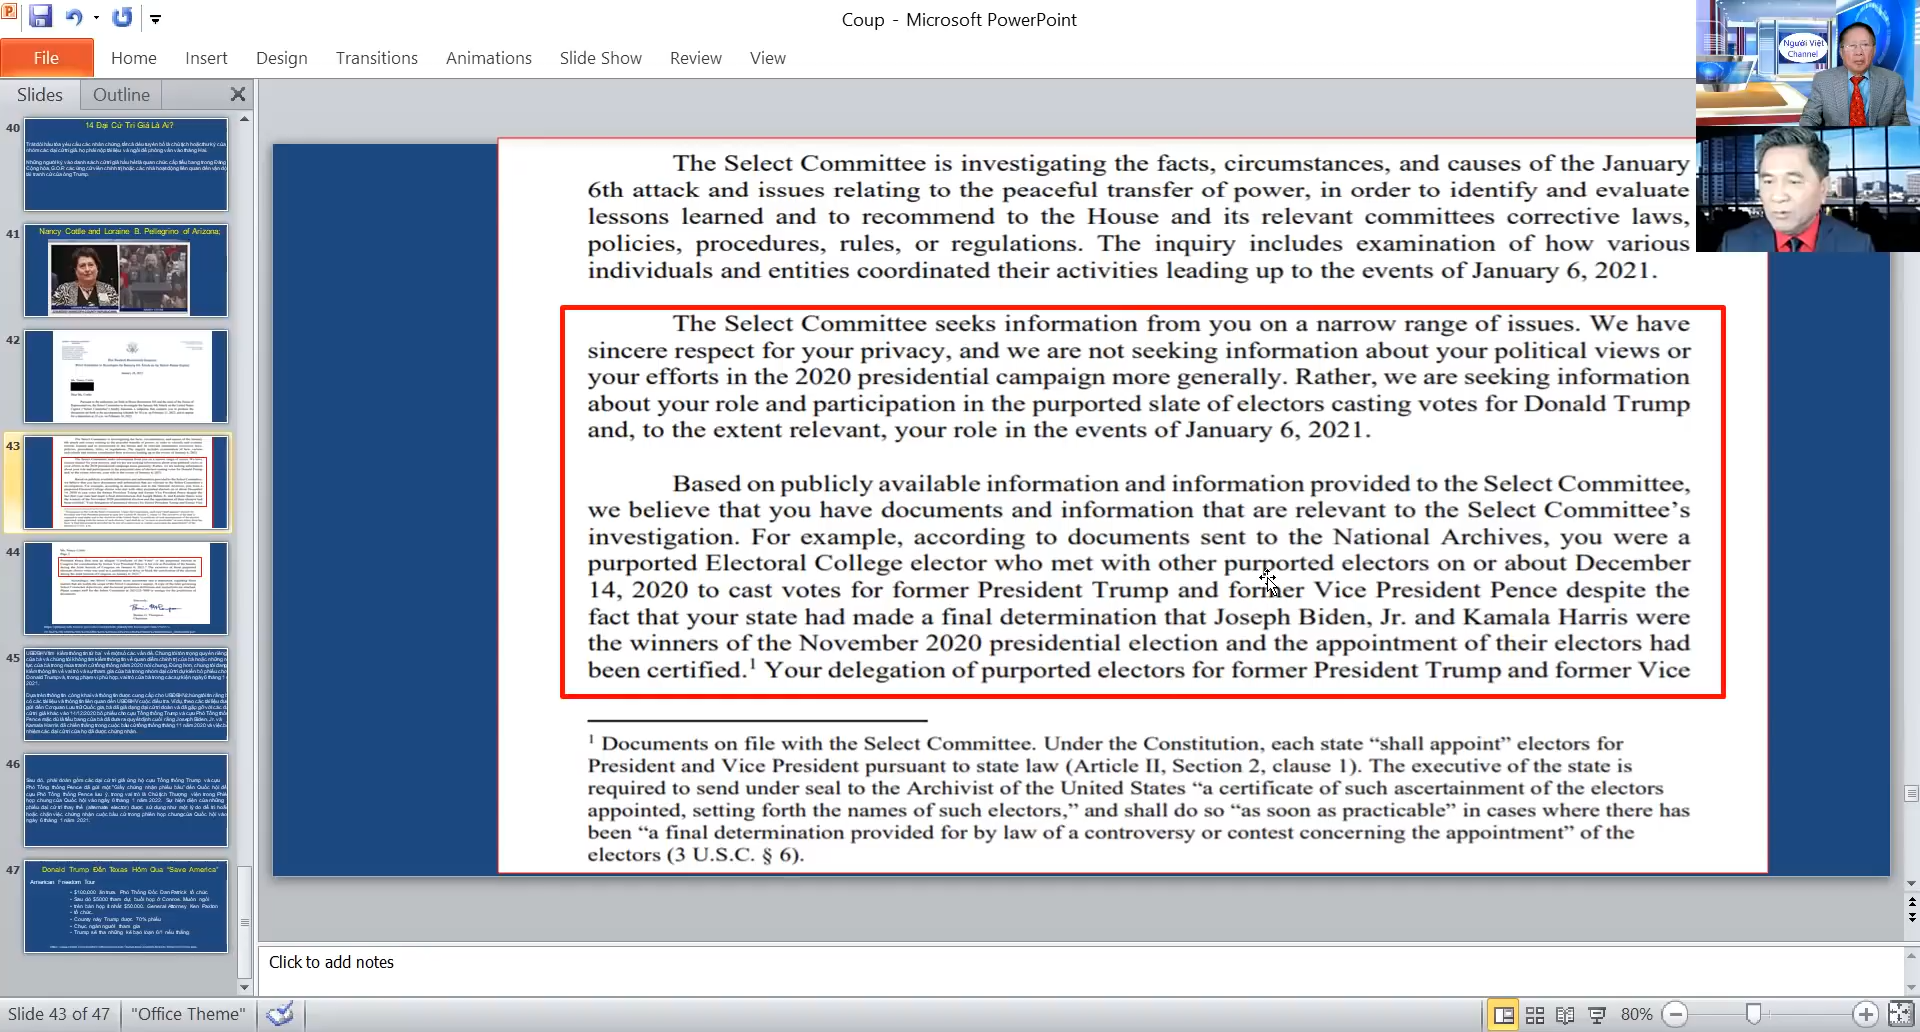 Coup - Microsoft PowerPoint
File Home Insert Design Transitions Animations Slide Show Review View
Slides Outline
Người Việt
Channel
40
14 Đại Cử Tri Giả Là Ai?
41
Nancy Cottle and Loraine B. Pellegrino of Arizona;
42
43
44
45
46
47
Donald Trump Đến Texas Hôm Qua "Save America"
American Freedom Tour
The Select Committee is investigating the facts, circumstances, and causes of the January
6th attack and issues relating to the peaceful transfer of power, in order to identify and evaluate
lessons learned and to recommend to the House and its relevant committees corrective laws,
policies, procedures, rules, or regulations. The inquiry includes examination of how various
individuals and entities coordinated their activities leading up to the events of January 6, 2021.
The Select Committee seeks information from you on a narrow range of issues. We have
sincere respect for your privacy, and we are not seeking information about your political views or
your efforts in the 2020 presidential campaign more generally. Rather, we are seeking information
about your role and participation in the purported slate of electors casting votes for Donald Trump
and, to the extent relevant, your role in the events of January 6, 2021.
Based on publicly available information and information provided to the Select Committee,
we believe that you have documents and information that are relevant to the Select Committee's
investigation. For example, according to documents sent to the National Archives, you were a
purported Electoral College elector who met with other purported electors on or about December
14, 2020 to cast votes for former President Trump and former Vice President Pence despite the
fact that your state had made a final determination that Joseph Biden, Jr. and Kamala Harris were
the winners of the November 2020 presidential election and the appointment of their electors had
been certified.¹ Your delegation of purported electors for former President Trump and former Vice
¹ Documents on file with the Select Committee. Under the Constitution, each state "shall appoint" electors for
President and Vice President pursuant to state law (Article II, Section 2, clause 1). The executive of the state is
required to send under seal to the Archivist of the United States "a certificate of such ascertainment of the electors
appointed, setting forth the names of such electors," and shall do so "as soon as practicable" in cases where there has
been "a final determination provided for by law of a controversy or contest concerning the appointment" of the
electors (3 U.S.C. § 6).
Click to add notes
Slide 43 of 47 "Office Theme" 80%